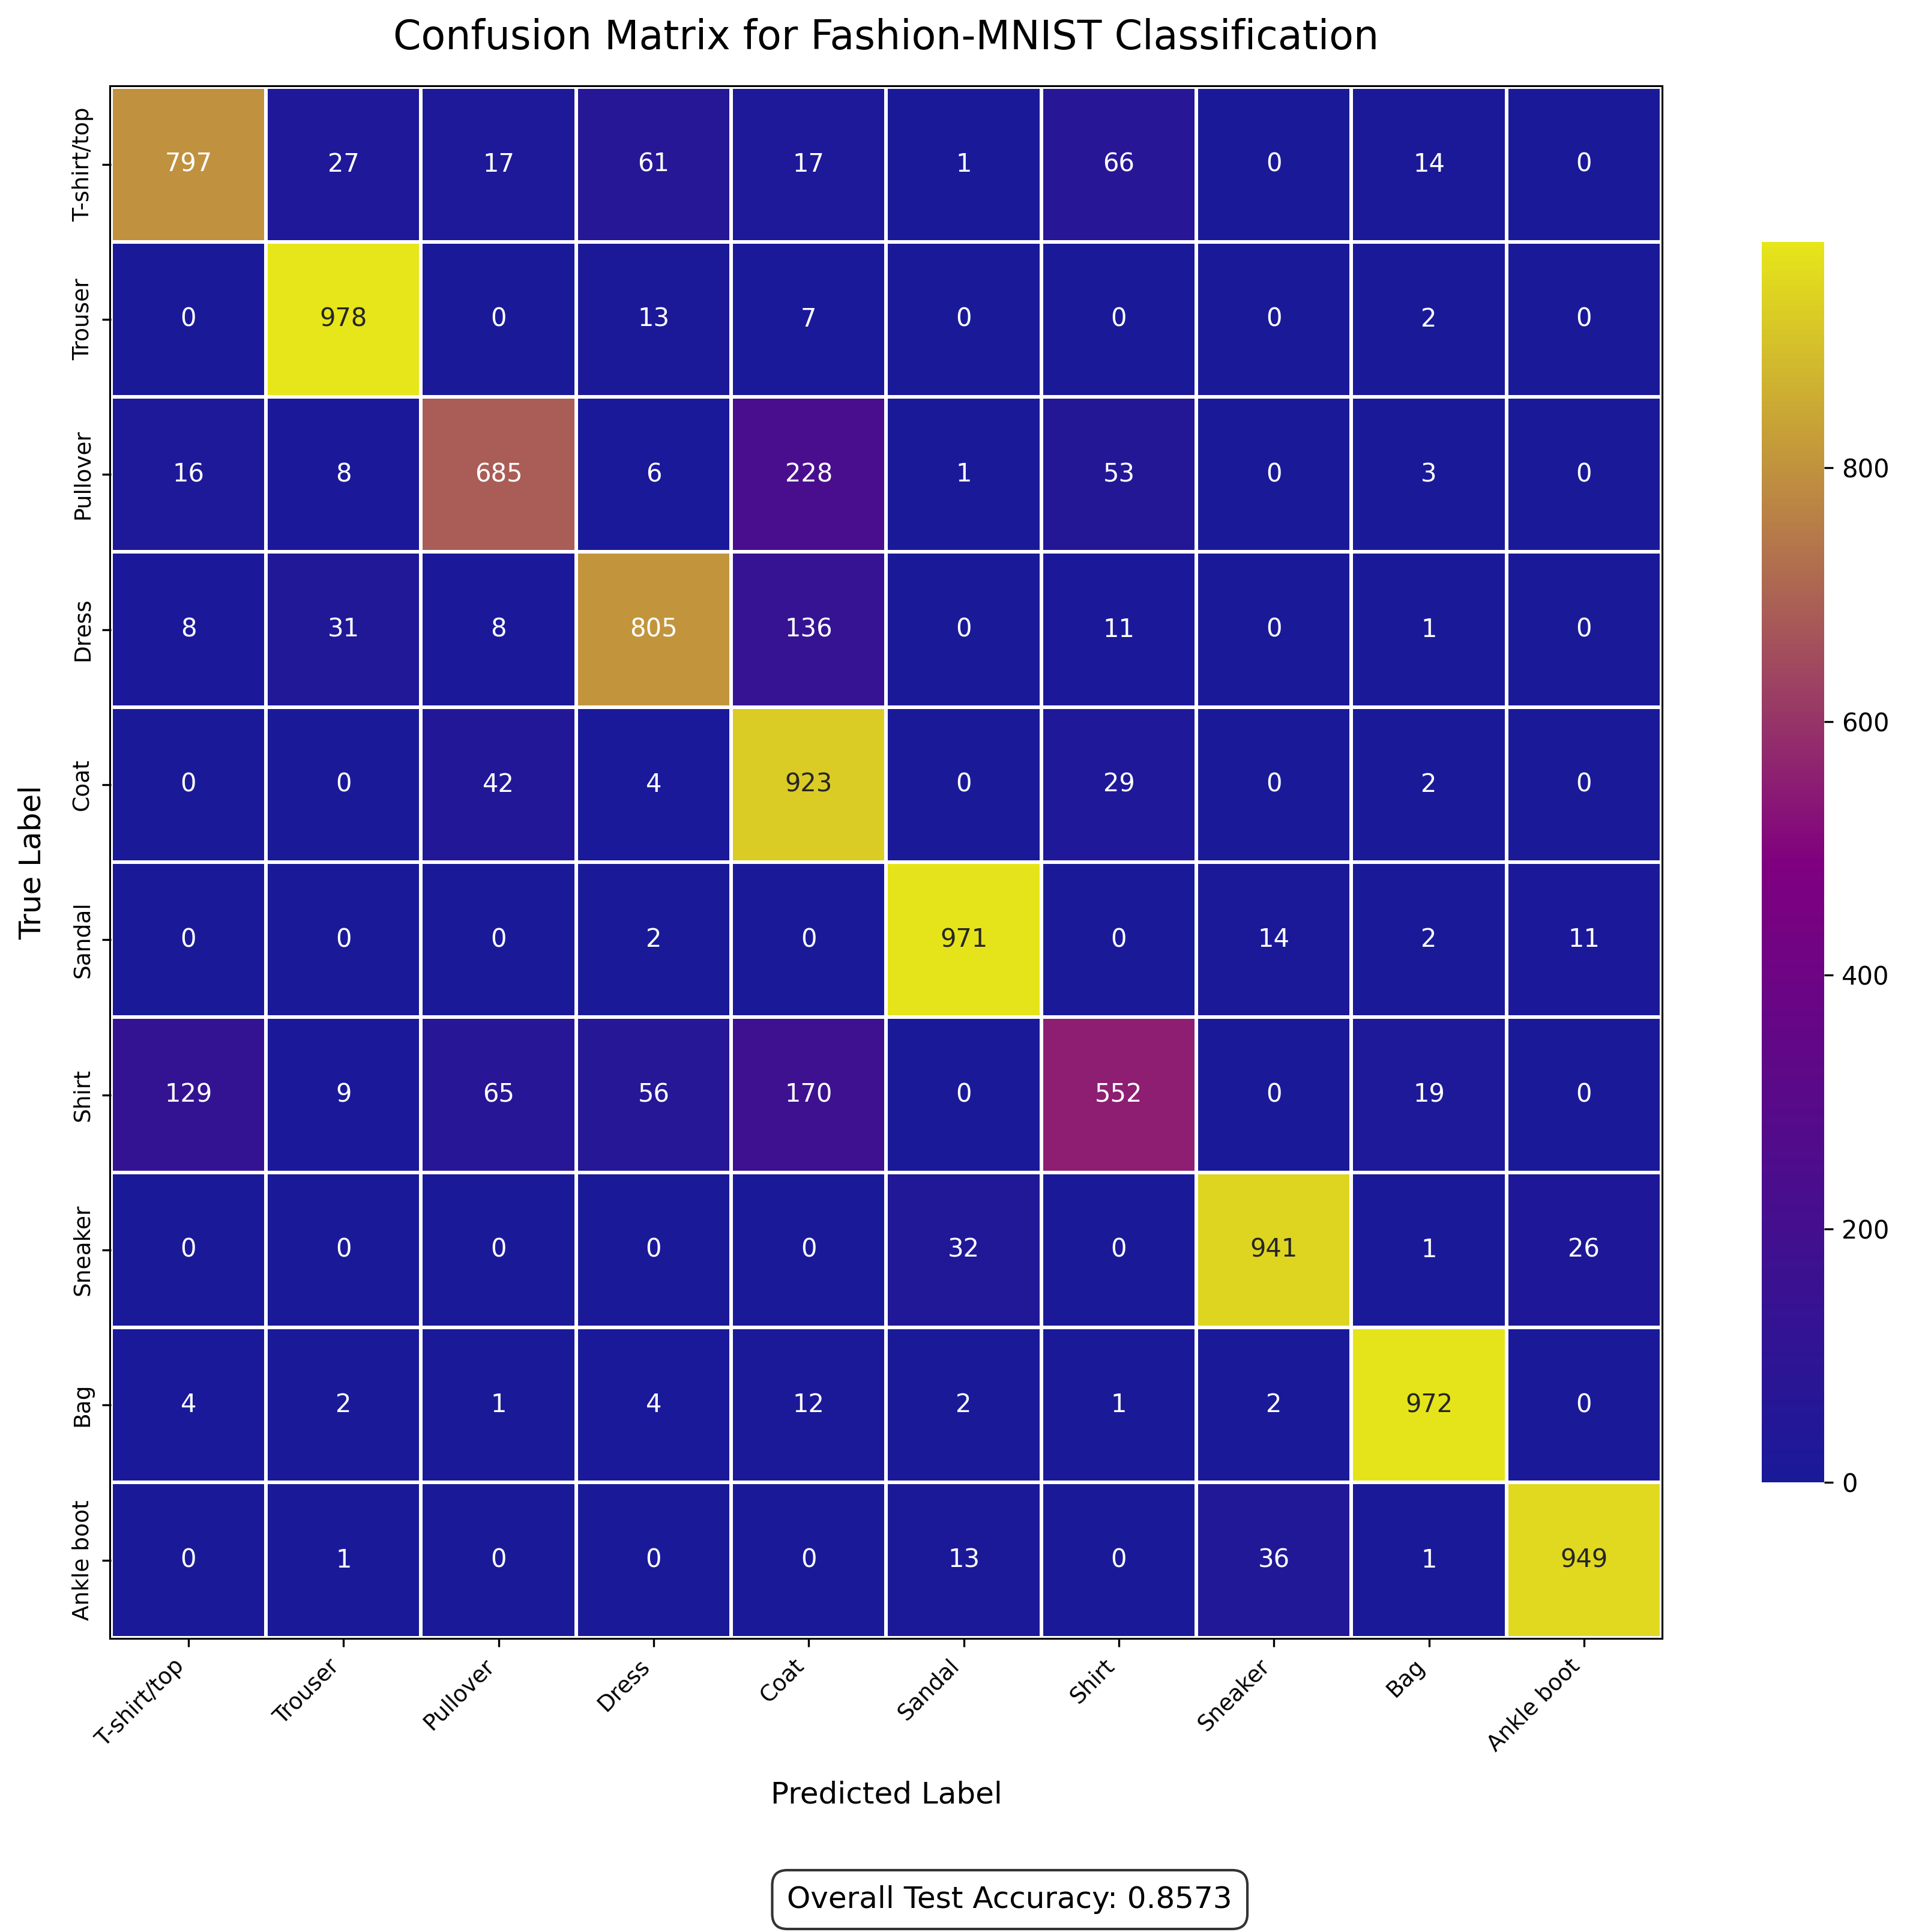 Confusion Matrix for Fashion-MNIST Classification
T-shirt/top 797 27 17 61 17 1 66 0 14 0
Trouser 0 978 0 13 7 0 0 0 2 0
Pullover 16 8 685 6 228 1 53 0 3 0
Dress 8 31 8 805 136 0 11 0 1 0
Coat 0 0 42 4 923 0 29 0 2 0
Sandal 0 0 0 2 0 971 0 14 2 11
Shirt 129 9 65 56 170 0 552 0 19 0
Sneaker 0 0 0 0 0 32 0 941 1 26
Bag 4 2 1 4 12 2 1 2 972 0
Ankle boot 0 1 0 0 0 13 0 36 1 949
True Label
T-shirt/top Trouser Pullover Dress Coat Sandal Shirt Sneaker Bag Ankle boot
Predicted Label
800
600
400
200
0
Overall Test Accuracy: 0.8573